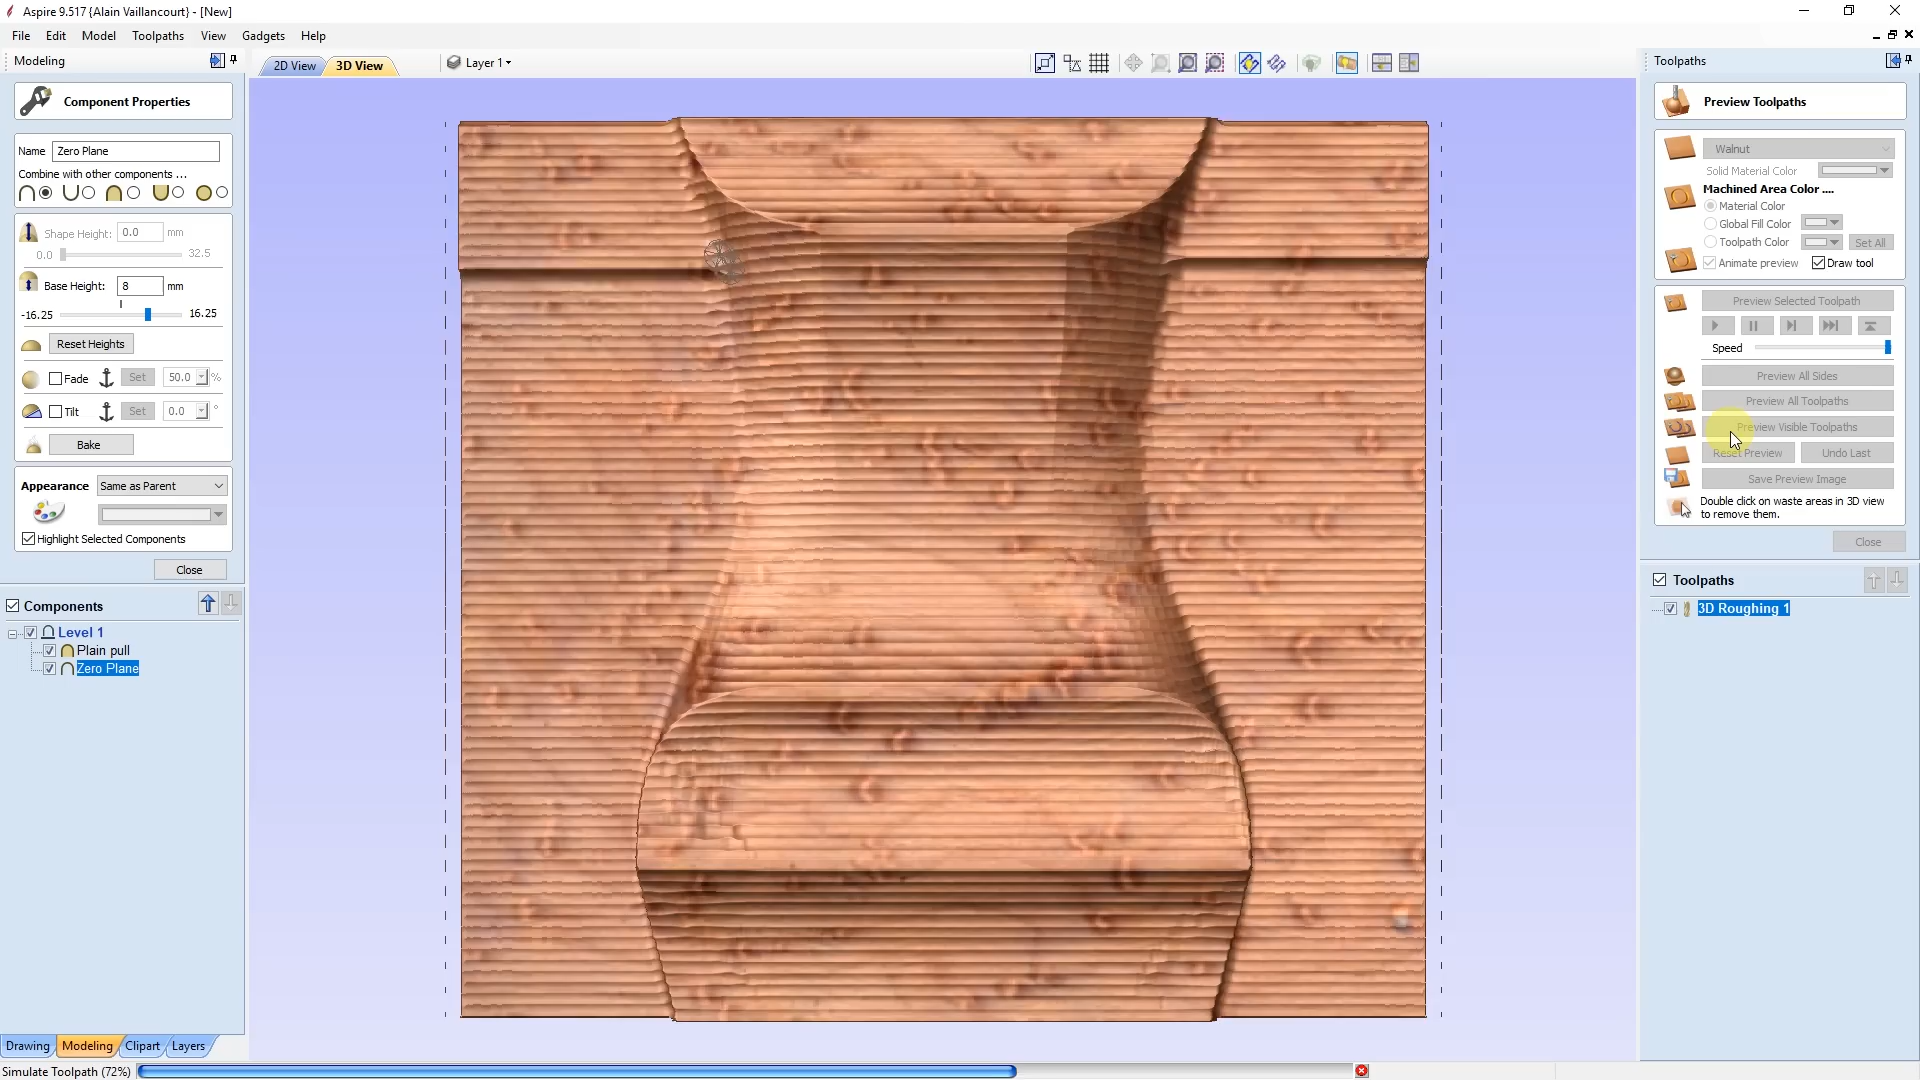 Aspire 9.517 {Alain Vaillancourt} - [New]
File Edit Model Toolpaths View Gadgets Help
Modeling
2D View 3D View
Layer 1
Toolpaths
Component Properties
Name Zero Plane
Combine with other components ...
Shape Height: 0.0 mm
0.0 32.5
Base Height: 8 mm
-16.25 16.25
Reset Heights
Fade Set 50.0 %
Tilt Set 0.0 °
Bake
Appearance Same as Parent
Highlight Selected Components
Close
Components
Level 1
Plain pull
Zero Plane
Drawing Modeling Clipart Layers
Simulate Toolpath (72%)
Preview Toolpaths
Walnut
Solid Material Color
Machined Area Color ....
Material Color
Global Fill Color
Toolpath Color Set All
Animate preview Draw tool
Preview Selected Toolpath
Speed
Preview All Sides
Preview All Toolpaths
Preview Visible Toolpaths
Reset Preview Undo Last
Save Preview Image
Double click on waste areas in 3D view
to remove them.
Close
Toolpaths
3D Roughing 1